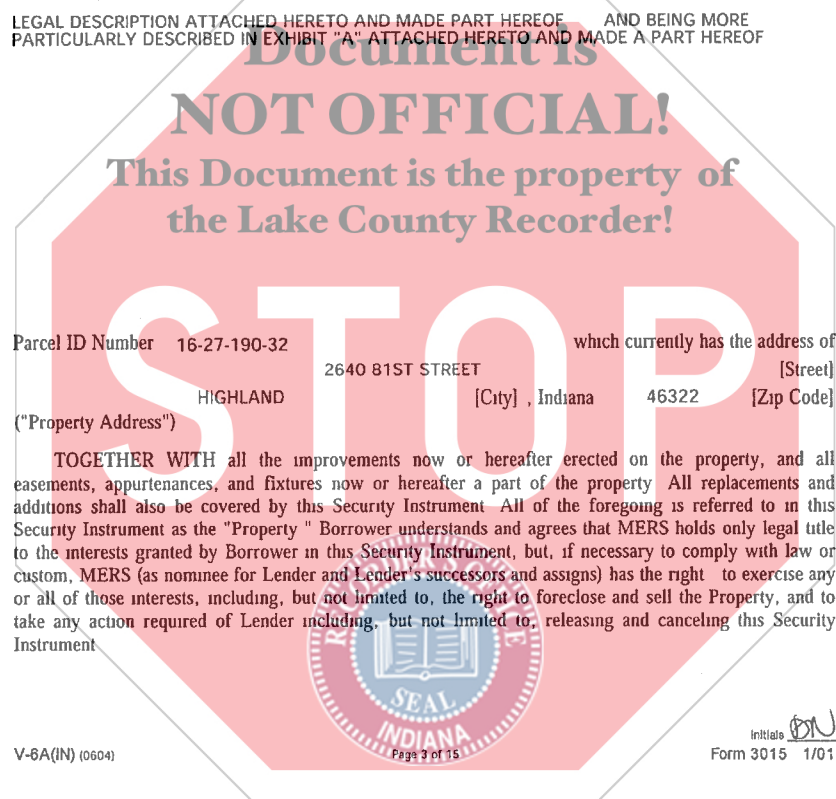 LEGAL DESCRIPTION ATTACHED HERETO AND MADE PART HEREOF AND BEING MORE
PARTICULARLY DESCRIBED IN EXHIBIT "A" ATTACHED HERETO AND MADE A PART HEREOF
Document is
NOT OFFICIAL!
This Document is the property of
the Lake County Recorder!
STOP
Parcel ID Number 16-27-190-32 which currently has the address of
2640 81ST STREET [Street]
HIGHLAND [City] , Indiana 46322 [Zip Code]
("Property Address")
TOGETHER WITH all the improvements now or hereafter erected on the property, and all
easements, appurtenances, and fixtures now or hereafter a part of the property All replacements and
additions shall also be covered by this Security Instrument All of the foregoing is referred to in this
Security Instrument as the "Property " Borrower understands and agrees that MERS holds only legal title
to the interests granted by Borrower in this Security Instrument, but, if necessary to comply with law or
custom, MERS (as nominee for Lender and Lender's successors and assigns) has the right to exercise any
or all of those interests, including, but not limited to, the right to foreclose and sell the Property, and to
take any action required of Lender including, but not limited to, releasing and canceling this Security
Instrument
RECORDER'S OFFICE
SEAL
INDIANA
Initials BN
V-6A(IN) (0604) Page 3 of 15 Form 3015 1/01